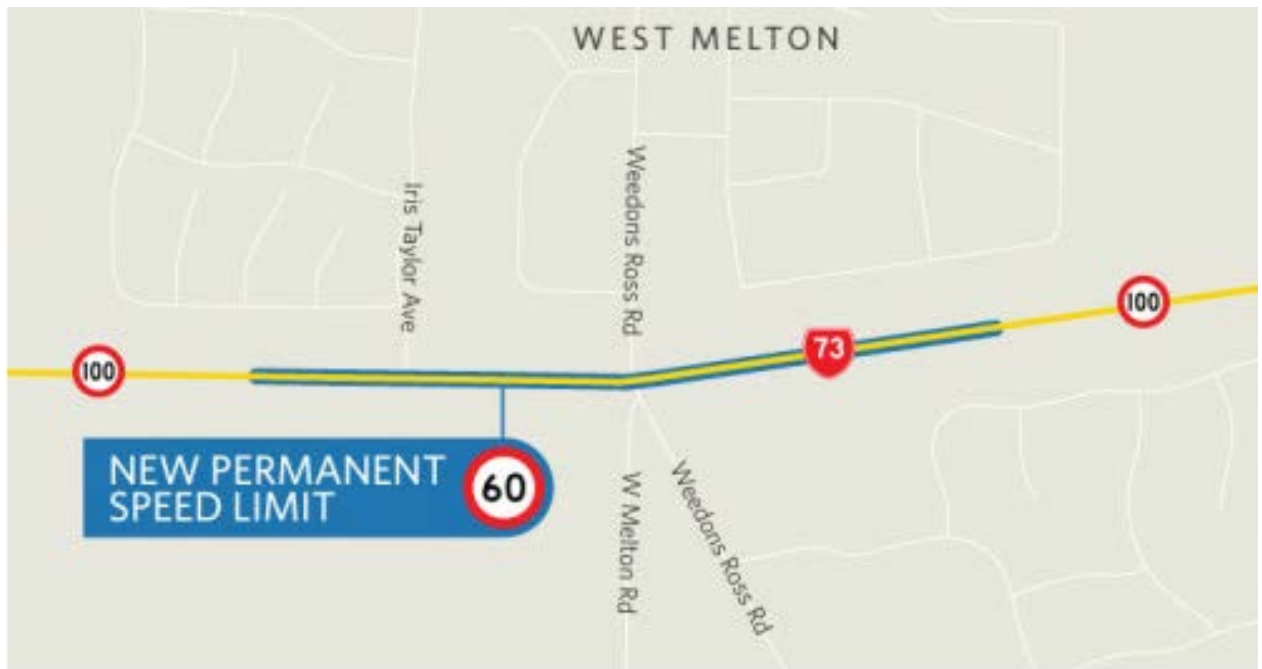 WEST MELTON
Iris Taylor Ave
Weedons Ross Rd
100
73
100
NEW PERMANENT
SPEED LIMIT
60
W Melton Rd
Weedons Ross Rd